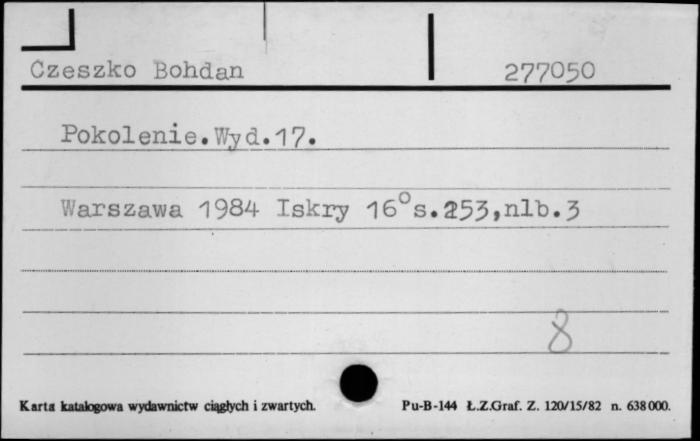 Czeszko Bohdan 277050
Pokolenie.Wyd.17.
Warszawa 1984 Iskry 16°s.253,nlb.3
8
Karta katalogowa wydawnictw ciągłych i zwartych. Pu-B-144 Ł.Z.Graf. Z. 120/15/82 n. 638000.